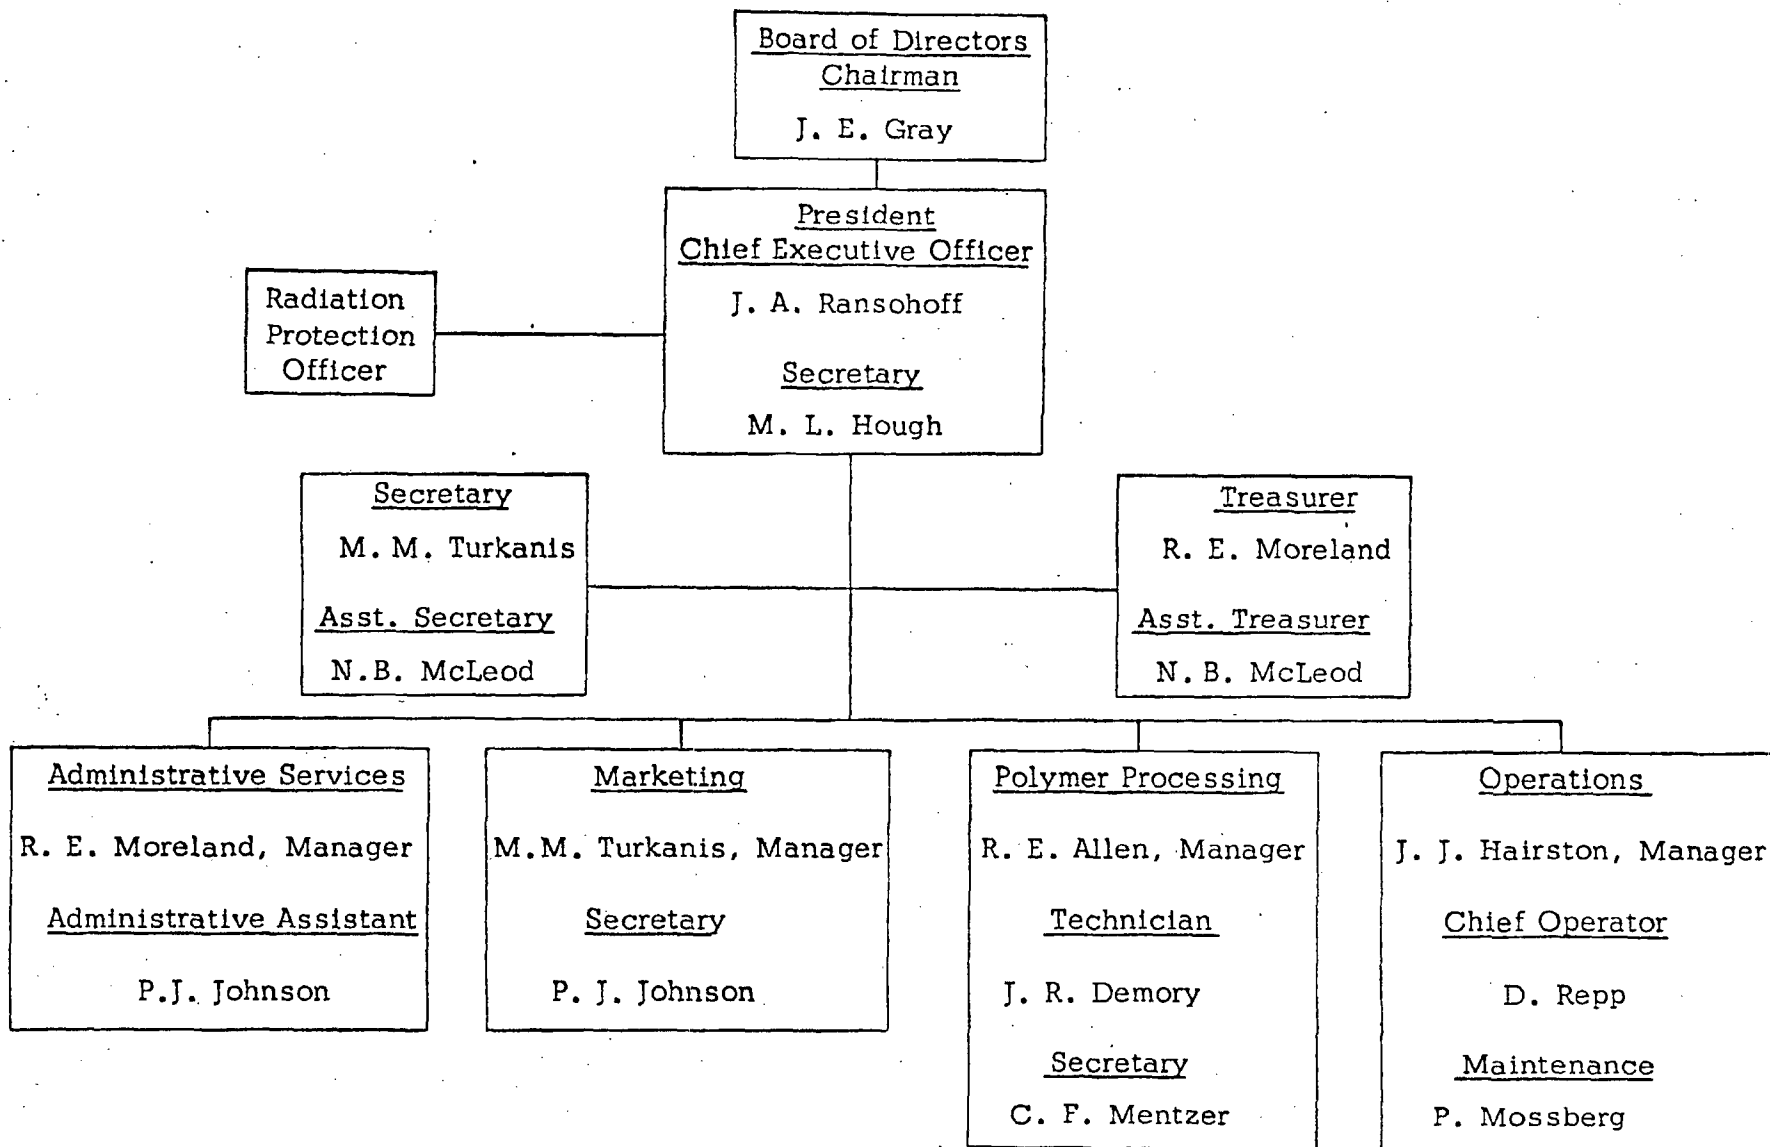 Board of Directors
Chairman
J. E. Gray
President
Chief Executive Officer
J. A. Ransohoff
Secretary
M. L. Hough
Radiation
Protection
Officer
Secretary
M. M. Turkanis
Asst. Secretary
N.B. McLeod
Treasurer
R. E. Moreland
Asst. Treasurer
N. B. McLeod
Administrative Services
R. E. Moreland, Manager
Administrative Assistant
P.J. Johnson
Marketing
M.M. Turkanis, Manager
Secretary
P. J. Johnson
Polymer Processing
R. E. Allen, Manager
Technician
J. R. Demory
Secretary
C. F. Mentzer
Operations
J. J. Hairston, Manager
Chief Operator
D. Repp
Maintenance
P. Mossberg